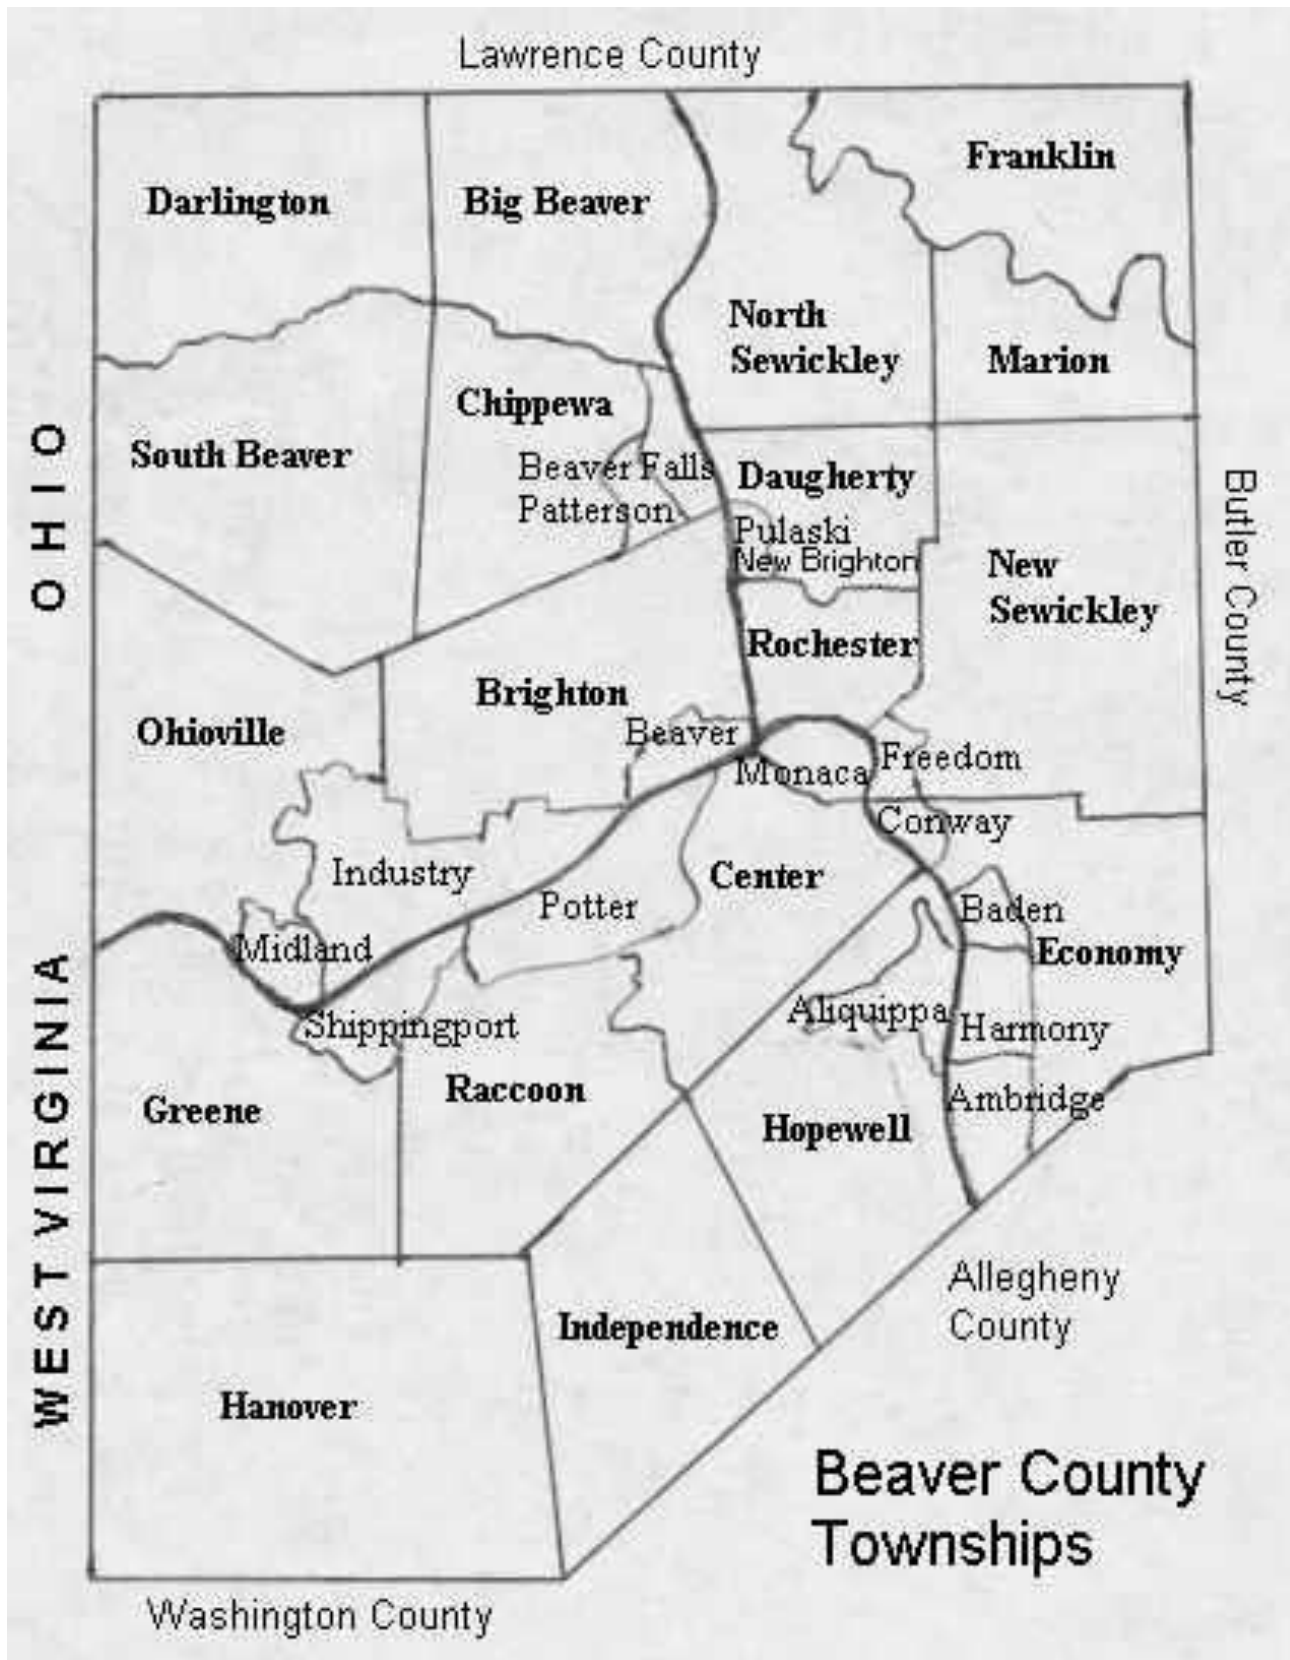 Lawrence County
Franklin
Darlington
Big Beaver
North
Sewickley
Marion
Chippewa
South Beaver
Beaver Falls
Patterson
Daugherty
Pulaski
New Brighton
New
Sewickley
OHIO
Butler County
Rochester
Brighton
Ohioville
Beaver
Monaca
Freedom
Conway
Industry
Center
Potter
Baden
Midland
Economy
WEST VIRGINIA
Shippingport
Aliquippa
Harmony
Raccoon
Greene
Ambridge
Hopewell
Allegheny
County
Independence
Hanover
Beaver County
Townships
Washington County